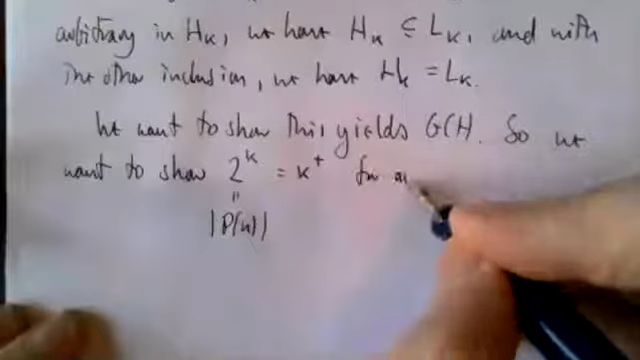 arbitrary in Hκ, we have Hκ ⊆ Lκ, and with
the other inclusion, we have Hκ = Lκ.
We want to show this yields GCH. So we
want to show 2^κ = κ⁺ for a
"
|P(κ)|